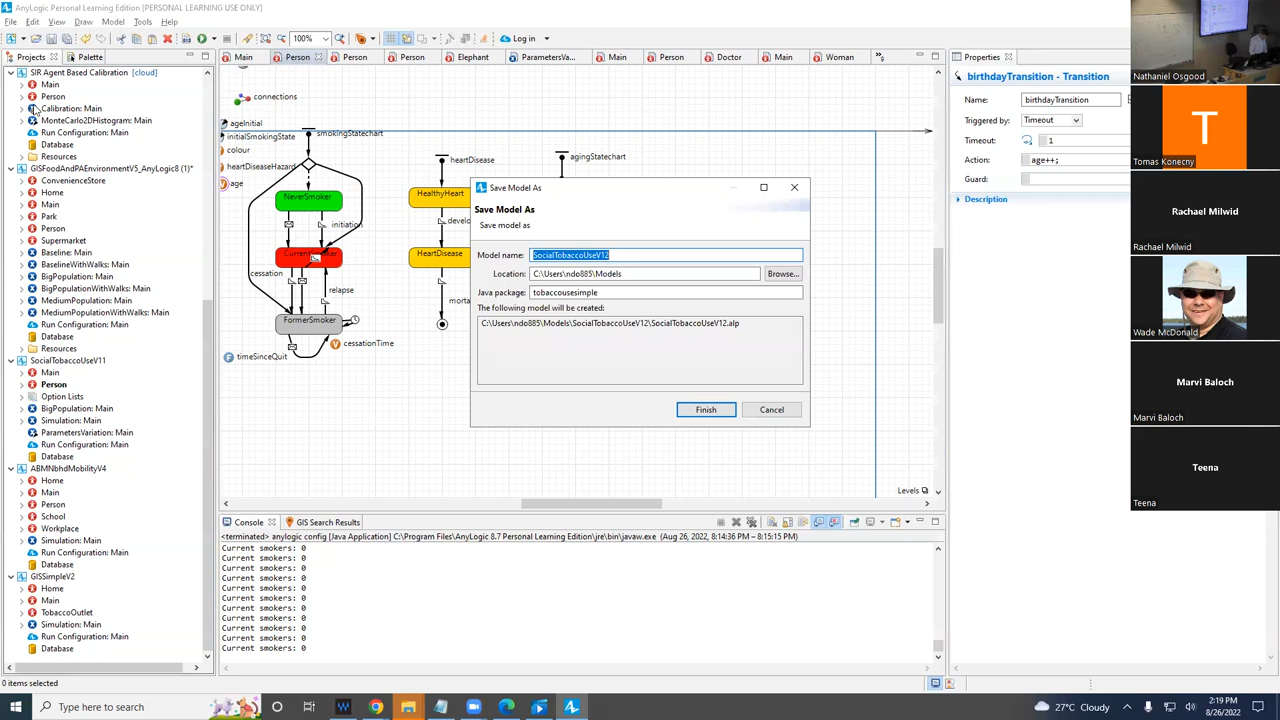 AnyLogic Personal Learning Edition (PERSONAL LEARNING USE ONLY)
File Edit View Draw Model Tools Help
100% Log in
Projects Palette
Main Person Person Person Elephant ParametersVa... Main Person Doctor Main Woman
Properties
SIR Agent Based Calibration [cloud]
Main
Person
Calibration: Main
MonteCarlo2DHistogram: Main
Run Configuration: Main
Database
Resources
GISFoodAndPAEnvironmentV5_AnyLogic8 (1)*
ConvenienceStore
Home
Main
Park
Person
Supermarket
Baseline: Main
BaselineWithWalks: Main
BigPopulation: Main
BigPopulationWithWalks: Main
MediumPopulation: Main
MediumPopulationWithWalks: Main
Run Configuration: Main
Database
Resources
SocialTobaccoUseV11
Main
Person
Option Lists
BigPopulation: Main
Simulation: Main
ParametersVariation: Main
Run Configuration: Main
Database
ABMNbhdMobilityV4
Home
Main
Person
School
Workplace
Simulation: Main
Run Configuration: Main
Database
GISSimpleV2
Home
Main
TobaccoOutlet
Simulation: Main
Run Configuration: Main
Database
0 items selected
connections
ageInitial
initialSmokingState
colour
heartDiseaseHazard
age
smokingStatechart
NeverSmoker
initiation
cessation
relapse
FormerSmoker
cessationTime
timeSinceQuit
heartDisease
HealthyHeart
develo
HeartDisease
morta
agingStatechart
Levels
Save Model As
Save Model As
Save model as
Model name: SocialTobaccoUseV12
Location: C:\Users\ndo885\Models Browse...
Java package: tobaccousesimple
The following model will be created:
C:\Users\ndo885\Models\SocialTobaccoUseV12\SocialTobaccoUseV12.alp
Finish Cancel
birthdayTransition - Transition
Name: birthdayTransition
Triggered by: Timeout
Timeout: 1
Action: age++;
Guard:
Description
Console GIS Search Results
<terminated> anylogic config [Java Application] C:\Program Files\AnyLogic 8.7 Personal Learning Edition\jre\bin\javaw.exe (Aug 26, 2022, 8:14:36 PM – 8:15:15 PM)
Current smokers: 0
Current smokers: 0
Current smokers: 0
Current smokers: 0
Current smokers: 0
Current smokers: 0
Current smokers: 0
Current smokers: 0
Current smokers: 0
Current smokers: 0
Nathaniel Osgood
T
Tomas Konecny
Rachael Milwid
Rachael Milwid
Wade McDonald
Marvi Baloch
Marvi Baloch
Teena
Teena
Type here to search
27°C Cloudy
2:19 PM
8/26/2022